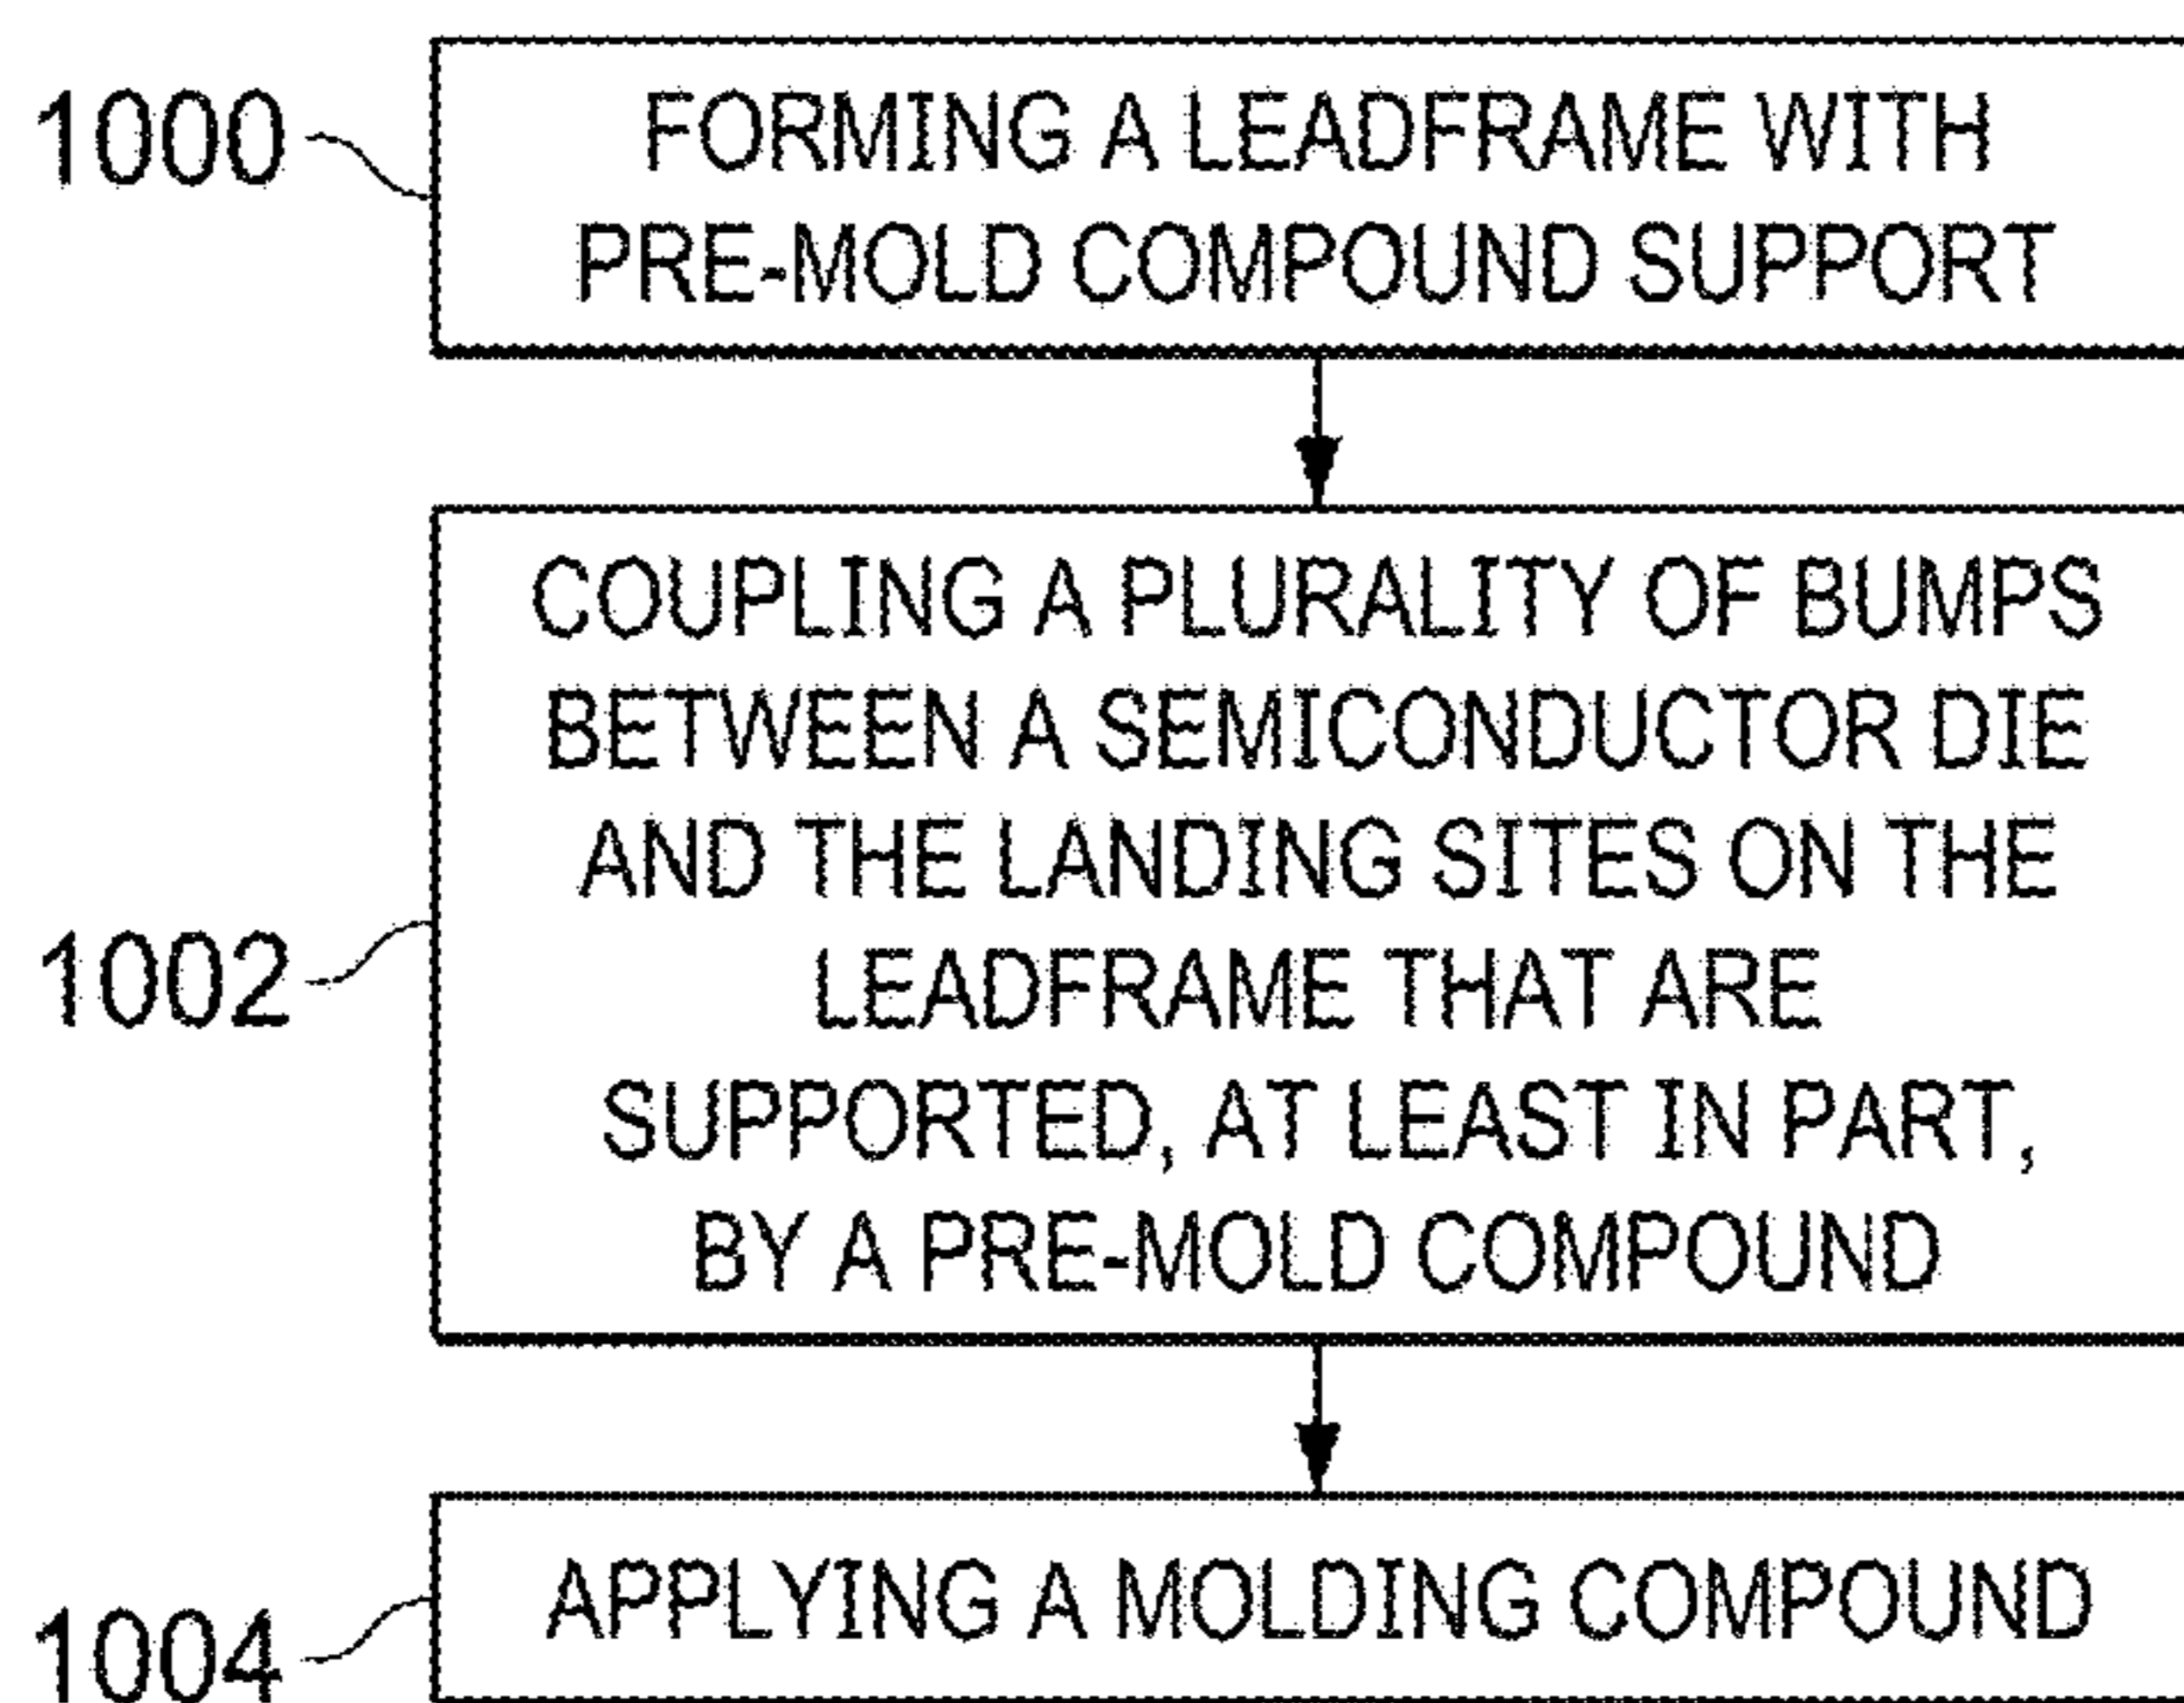 1000
FORMING A LEADFRAME WITH
PRE-MOLD COMPOUND SUPPORT
COUPLING A PLURALITY OF BUMPS
BETWEEN A SEMICONDUCTOR DIE
AND THE LANDING SITES ON THE
LEADFRAME THAT ARE
SUPPORTED, AT LEAST IN PART,
BY A PRE-MOLD COMPOUND
1002
APPLYING A MOLDING COMPOUND
1004